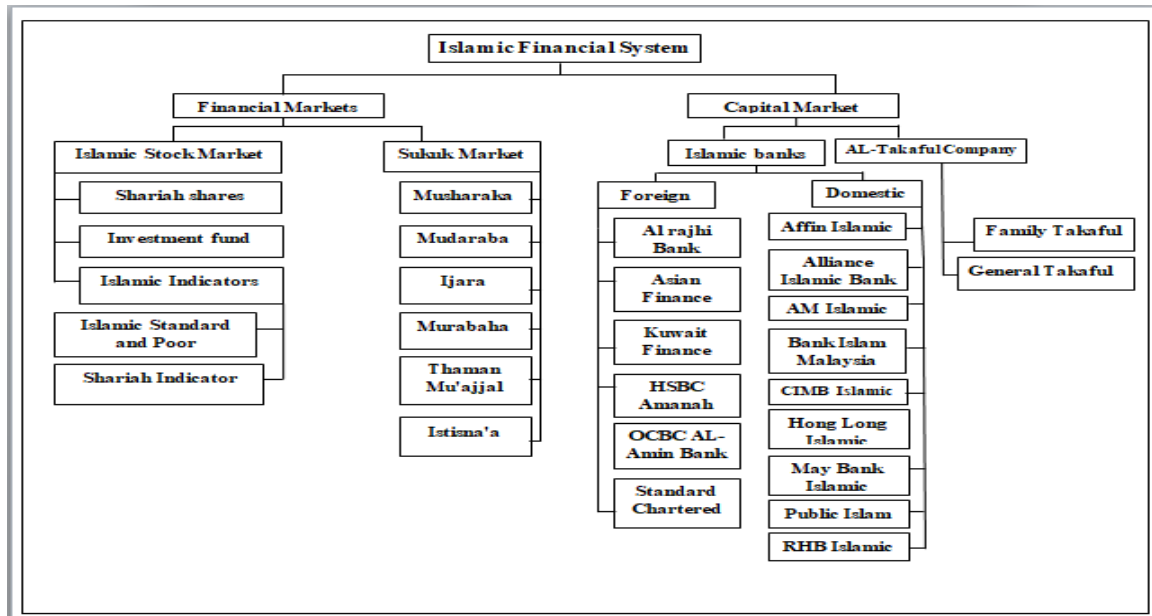 Islamic Financial System
Financial Markets
Capital Market
Islamic Stock Market
Sukuk Market
Islamic banks
AL-Takaful Company
Shariah shares
Investment fund
Islamic Indicators
Islamic Standard
and Poor
Shariah Indicator
Musharaka
Mudaraba
Ijara
Murabaha
Thaman
Mu'ajjal
Istisna'a
Foreign
Al rajhi
Bank
Asian
Finance
Kuwait
Finance
HSBC
Amanah
OCBC AL-
Amin Bank
Standard
Chartered
Domestic
Affin Islamic
Alliance
Islamic Bank
AM Islamic
Bank Islam
Malaysia
CIMB Islamic
Hong Long
Islamic
May Bank
Islamic
Public Islam
RHB Islamic
Family Takaful
General Takaful